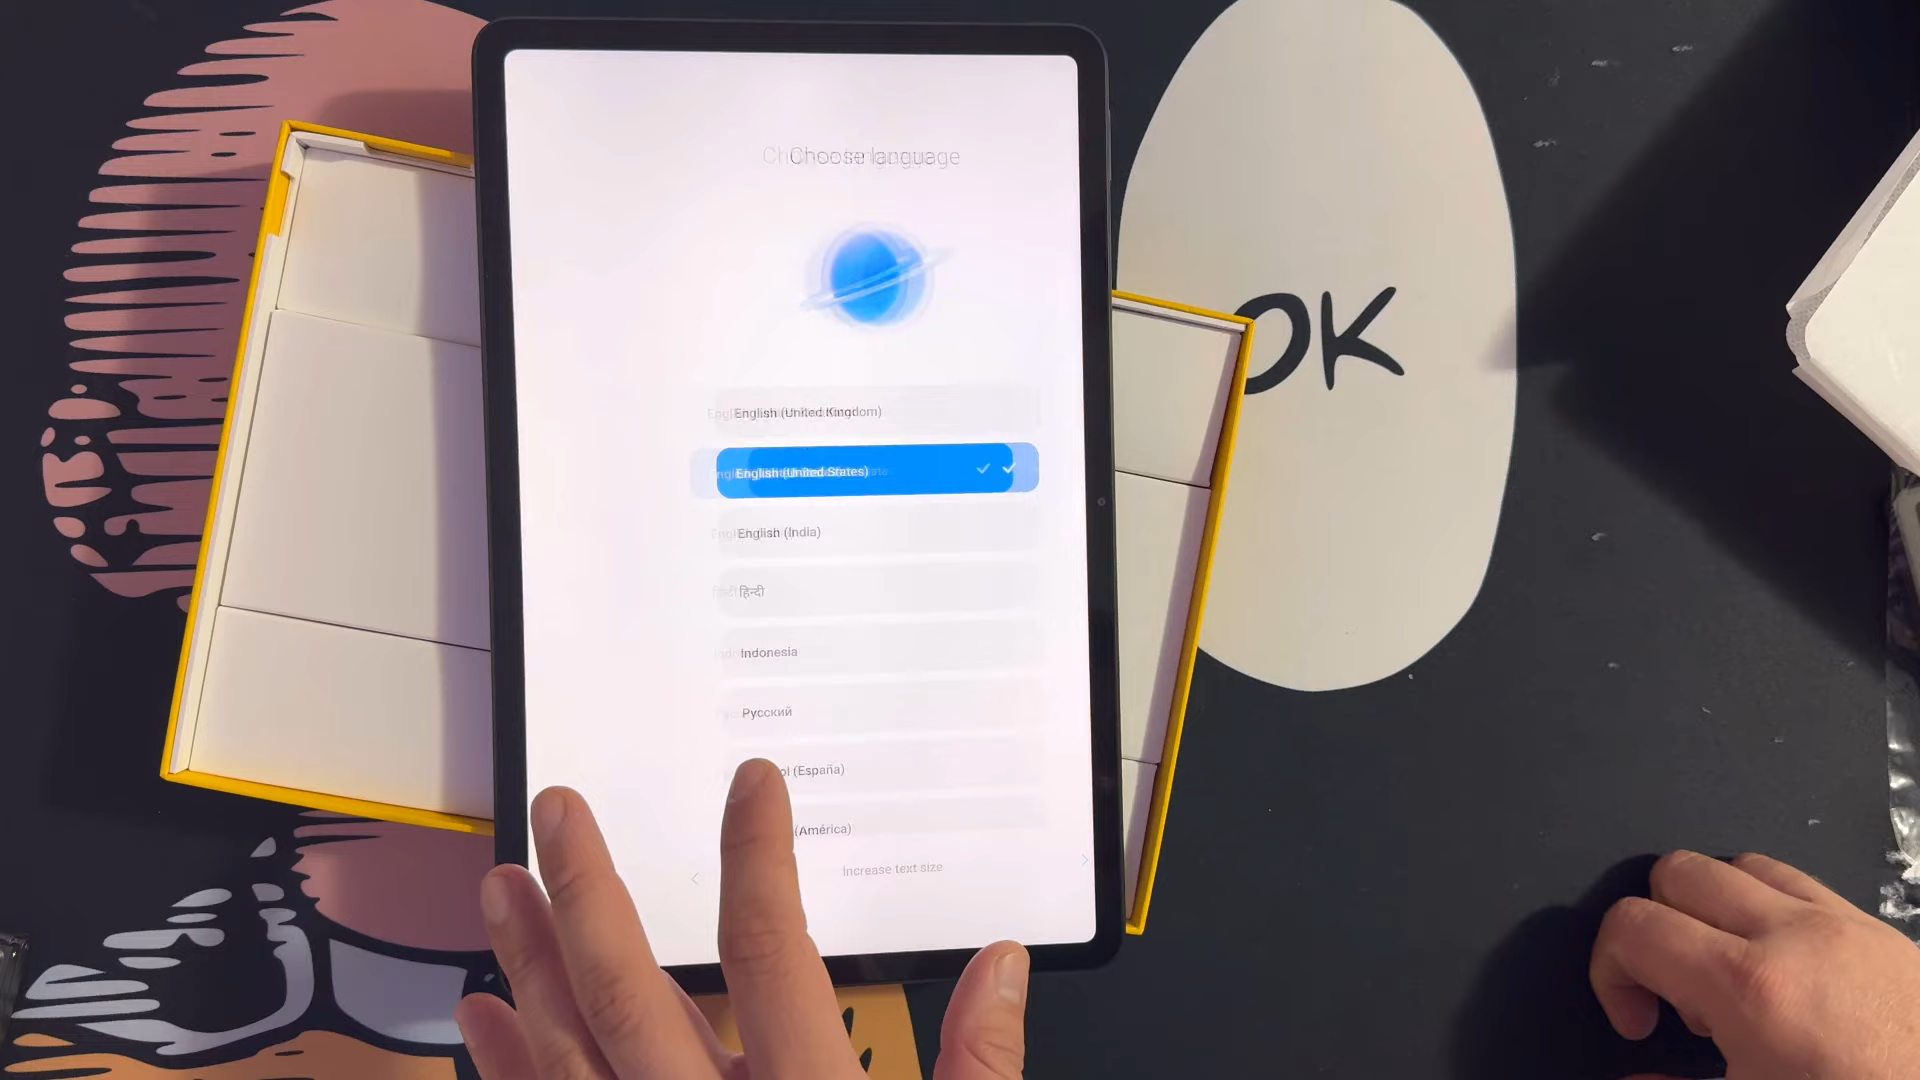 Choose language
English (United Kingdom)
English (United States)
English (India)
हिन्दी
Indonesia
Русский
(España)
(América)
Increase text size
OK